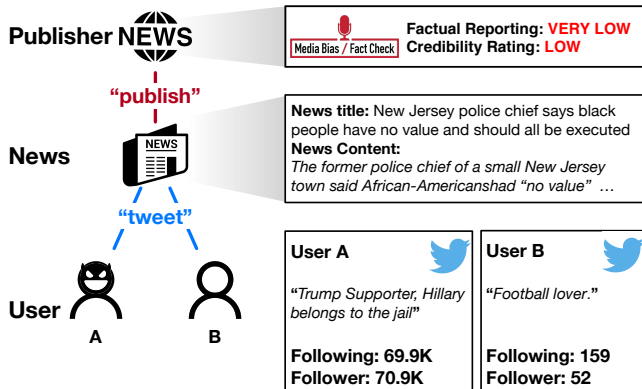 Publisher NEWS
Media Bias / Fact Check
Factual Reporting: VERY LOW
Credibility Rating: LOW
“publish”
News
NEWS
News title: New Jersey police chief says black
people have no value and should all be executed
News Content:
The former police chief of a small New Jersey
town said African-Americanshad “no value” …
“tweet”
User
A
B
User A
“Trump Supporter, Hillary
belongs to the jail”
Following: 69.9K
Follower: 70.9K
User B
“Football lover.”
Following: 159
Follower: 52